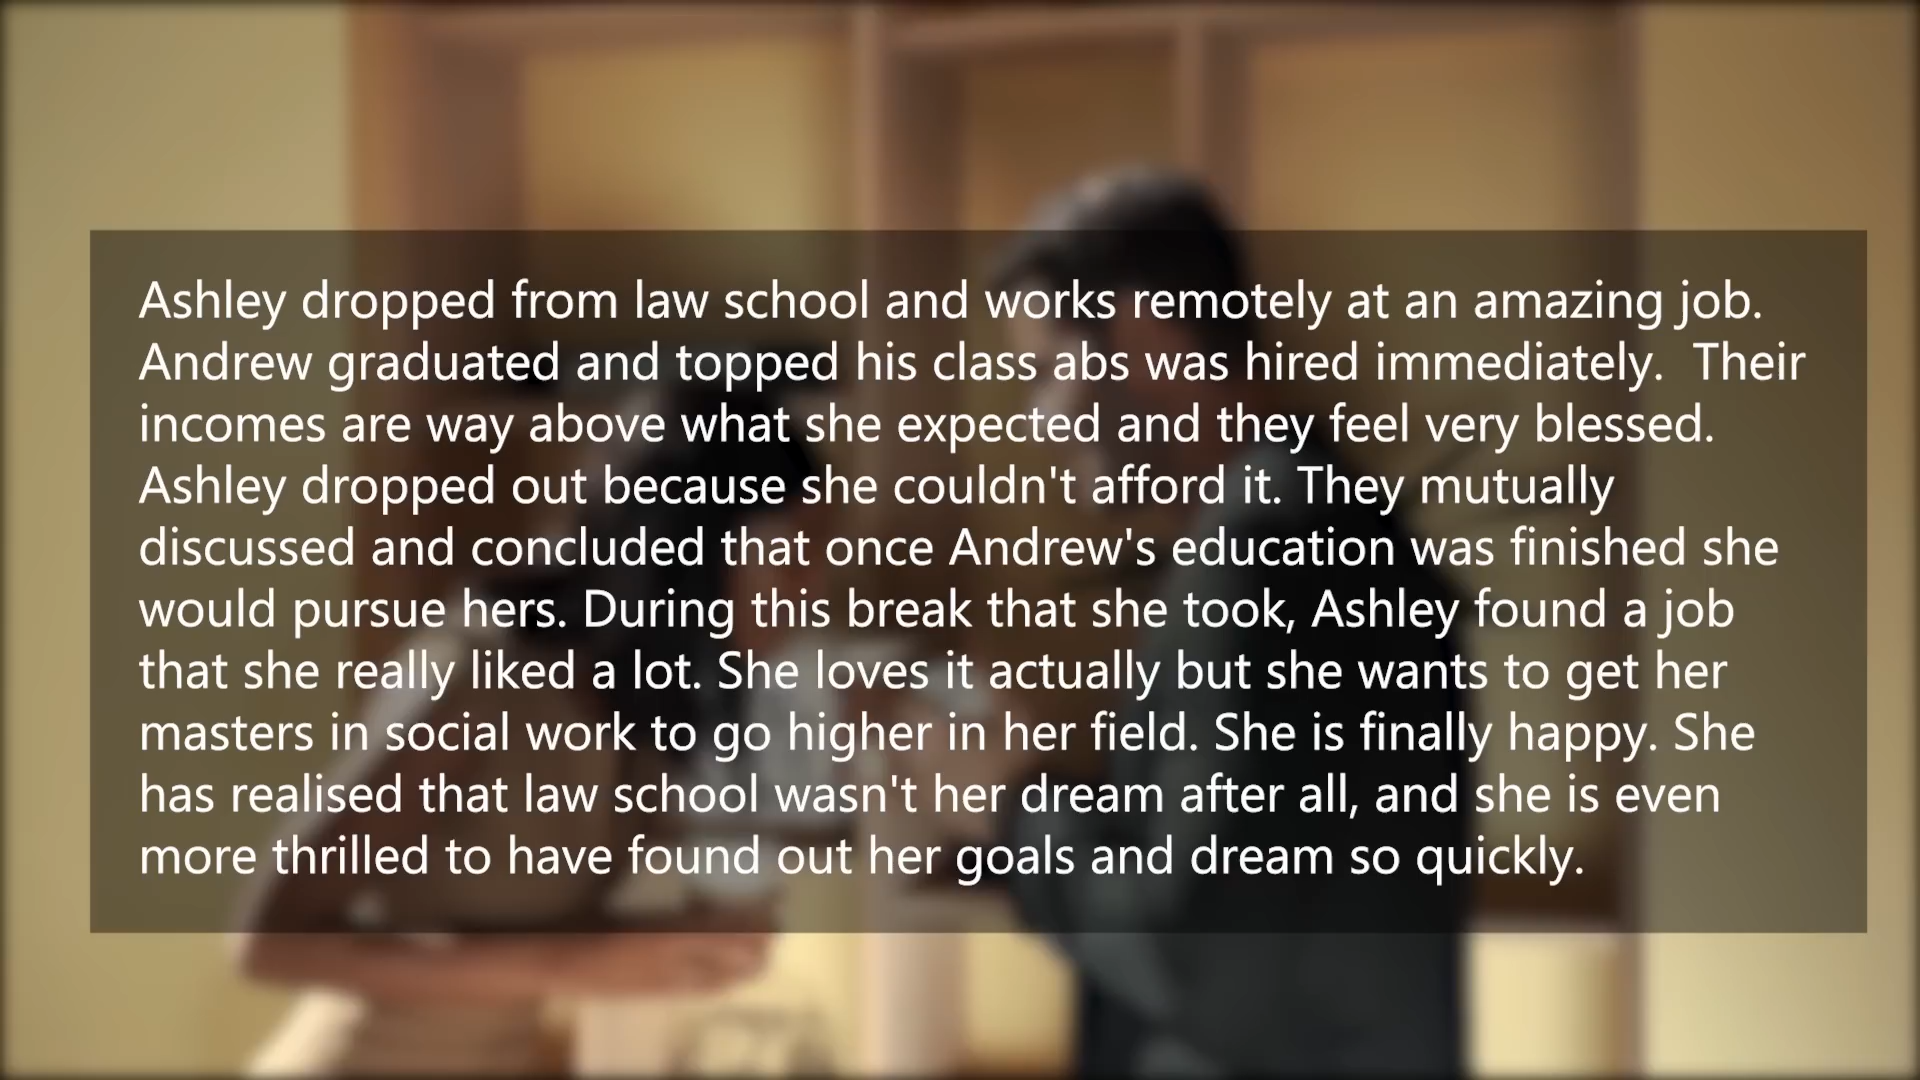 Ashley dropped from law school and works remotely at an amazing job.
Andrew graduated and topped his class abs was hired immediately.  Their
incomes are way above what she expected and they feel very blessed.
Ashley dropped out because she couldn't afford it. They mutually
discussed and concluded that once Andrew's education was finished she
would pursue hers. During this break that she took, Ashley found a job
that she really liked a lot. She loves it actually but she wants to get her
masters in social work to go higher in her field. She is finally happy. She
has realised that law school wasn't her dream after all, and she is even
more thrilled to have found out her goals and dream so quickly.